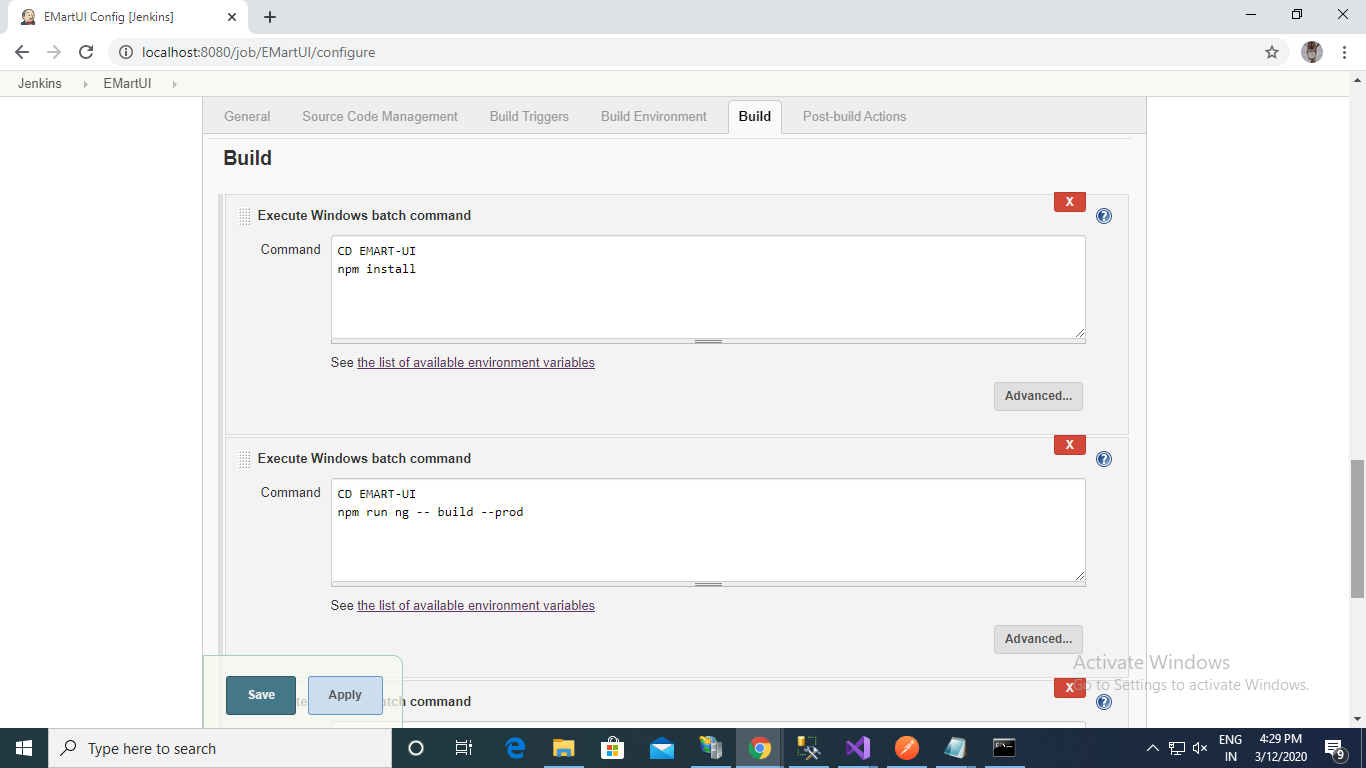 EMartUI Config [Jenkins]
localhost:8080/job/EMartUI/configure
Jenkins EMartUI
General Source Code Management Build Triggers Build Environment Build Post-build Actions
Build
X
Execute Windows batch command
Command
CD EMART-UI
npm install
See the list of available environment variables
Advanced...
X
Execute Windows batch command
Command
CD EMART-UI
npm run ng -- build --prod
See the list of available environment variables
Advanced...
Activate Windows
Go to Settings to activate Windows.
X
Save Apply
command
Type here to search
ENG
IN
4:29 PM
3/12/2020
9